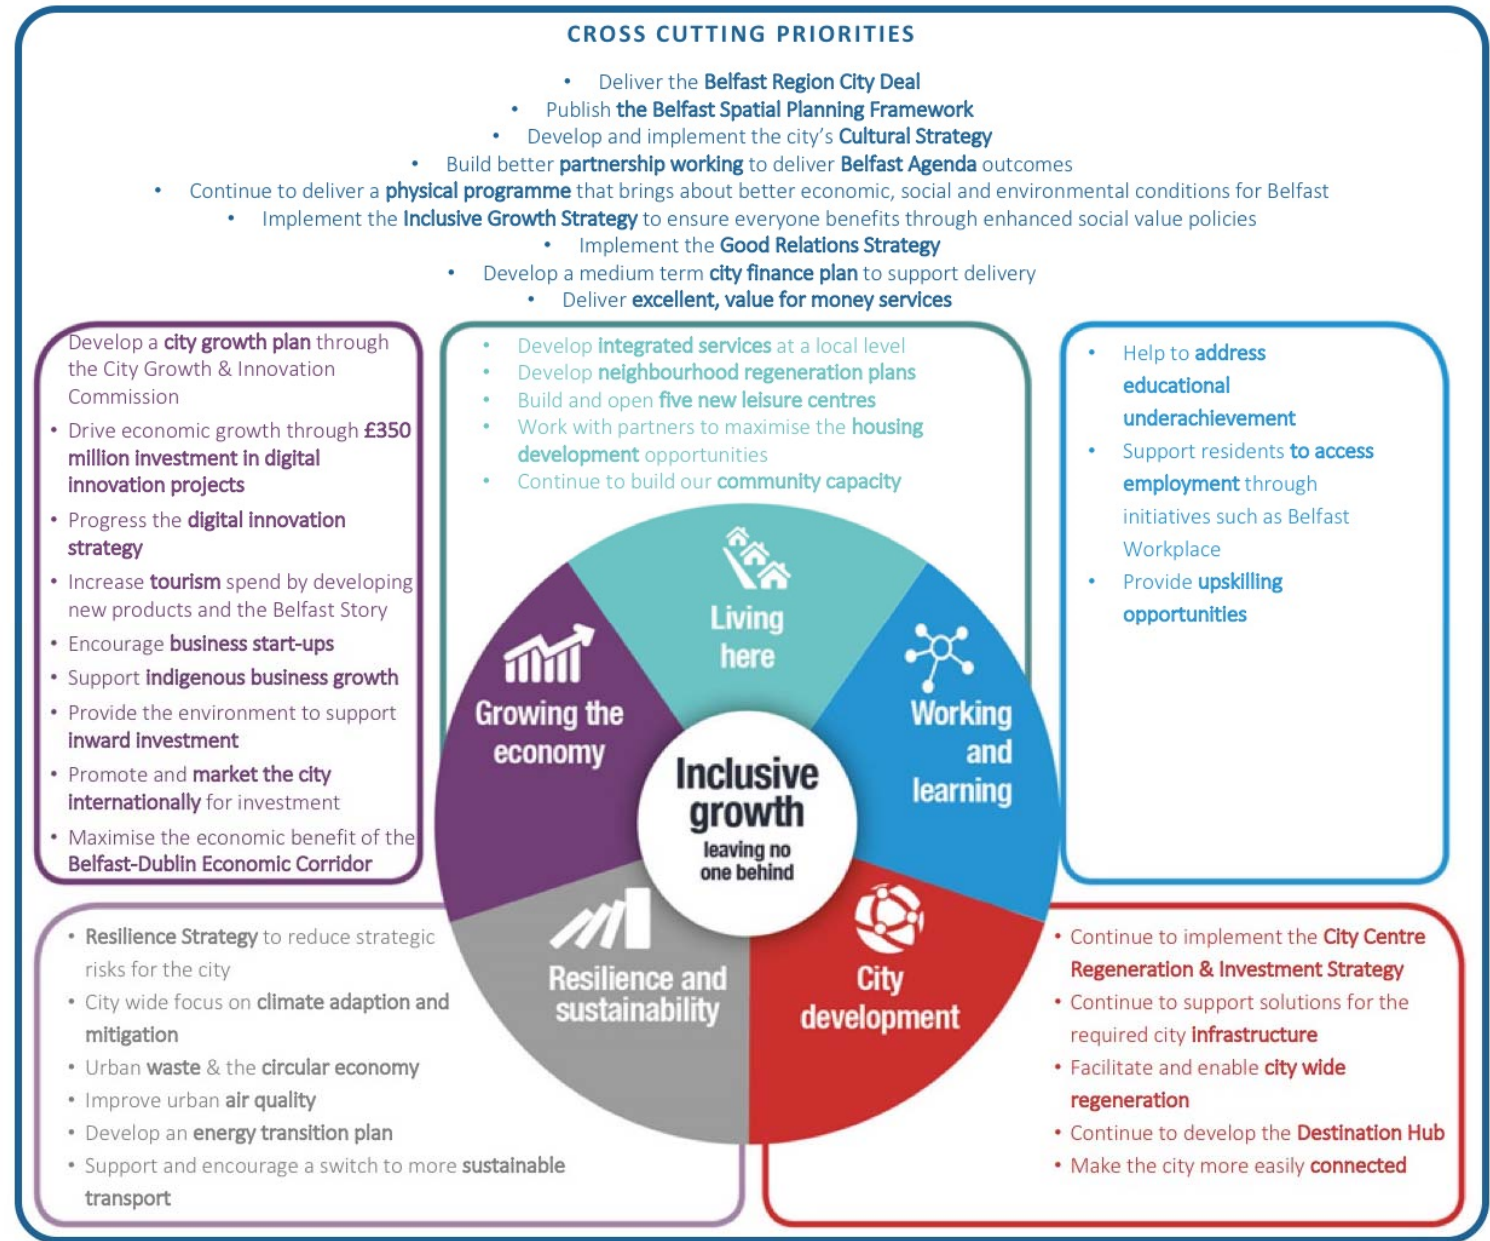 CROSS CUTTING PRIORITIES
• Deliver the Belfast Region City Deal
• Publish the Belfast Spatial Planning Framework
• Develop and implement the city's Cultural Strategy
• Build better partnership working to deliver Belfast Agenda outcomes
• Continue to deliver a physical programme that brings about better economic, social and environmental conditions for Belfast
• Implement the Inclusive Growth Strategy to ensure everyone benefits through enhanced social value policies
• Implement the Good Relations Strategy
• Develop a medium term city finance plan to support delivery
• Deliver excellent, value for money services
Develop a city growth plan through
the City Growth & Innovation
Commission
• Drive economic growth through £350
million investment in digital
innovation projects
• Progress the digital innovation
strategy
• Increase tourism spend by developing
new products and the Belfast Story
• Encourage business start-ups
• Support indigenous business growth
• Provide the environment to support
inward investment
• Promote and market the city
internationally for investment
• Maximise the economic benefit of the
Belfast-Dublin Economic Corridor
• Develop integrated services at a local level
• Develop neighbourhood regeneration plans
• Build and open five new leisure centres
• Work with partners to maximise the housing
development opportunities
• Continue to build our community capacity
• Help to address
educational
underachievement
• Support residents to access
employment through
initiatives such as Belfast
Workplace
• Provide upskilling
opportunities
Living
here
Growing the
economy
Working
and
learning
Inclusive
growth
leaving no
one behind
Resilience and
sustainability
City
development
• Resilience Strategy to reduce strategic
risks for the city
• City wide focus on climate adaption and
mitigation
• Urban waste & the circular economy
• Improve urban air quality
• Develop an energy transition plan
• Support and encourage a switch to more sustainable
transport
• Continue to implement the City Centre
Regeneration & Investment Strategy
• Continue to support solutions for the
required city infrastructure
• Facilitate and enable city wide
regeneration
• Continue to develop the Destination Hub
• Make the city more easily connected